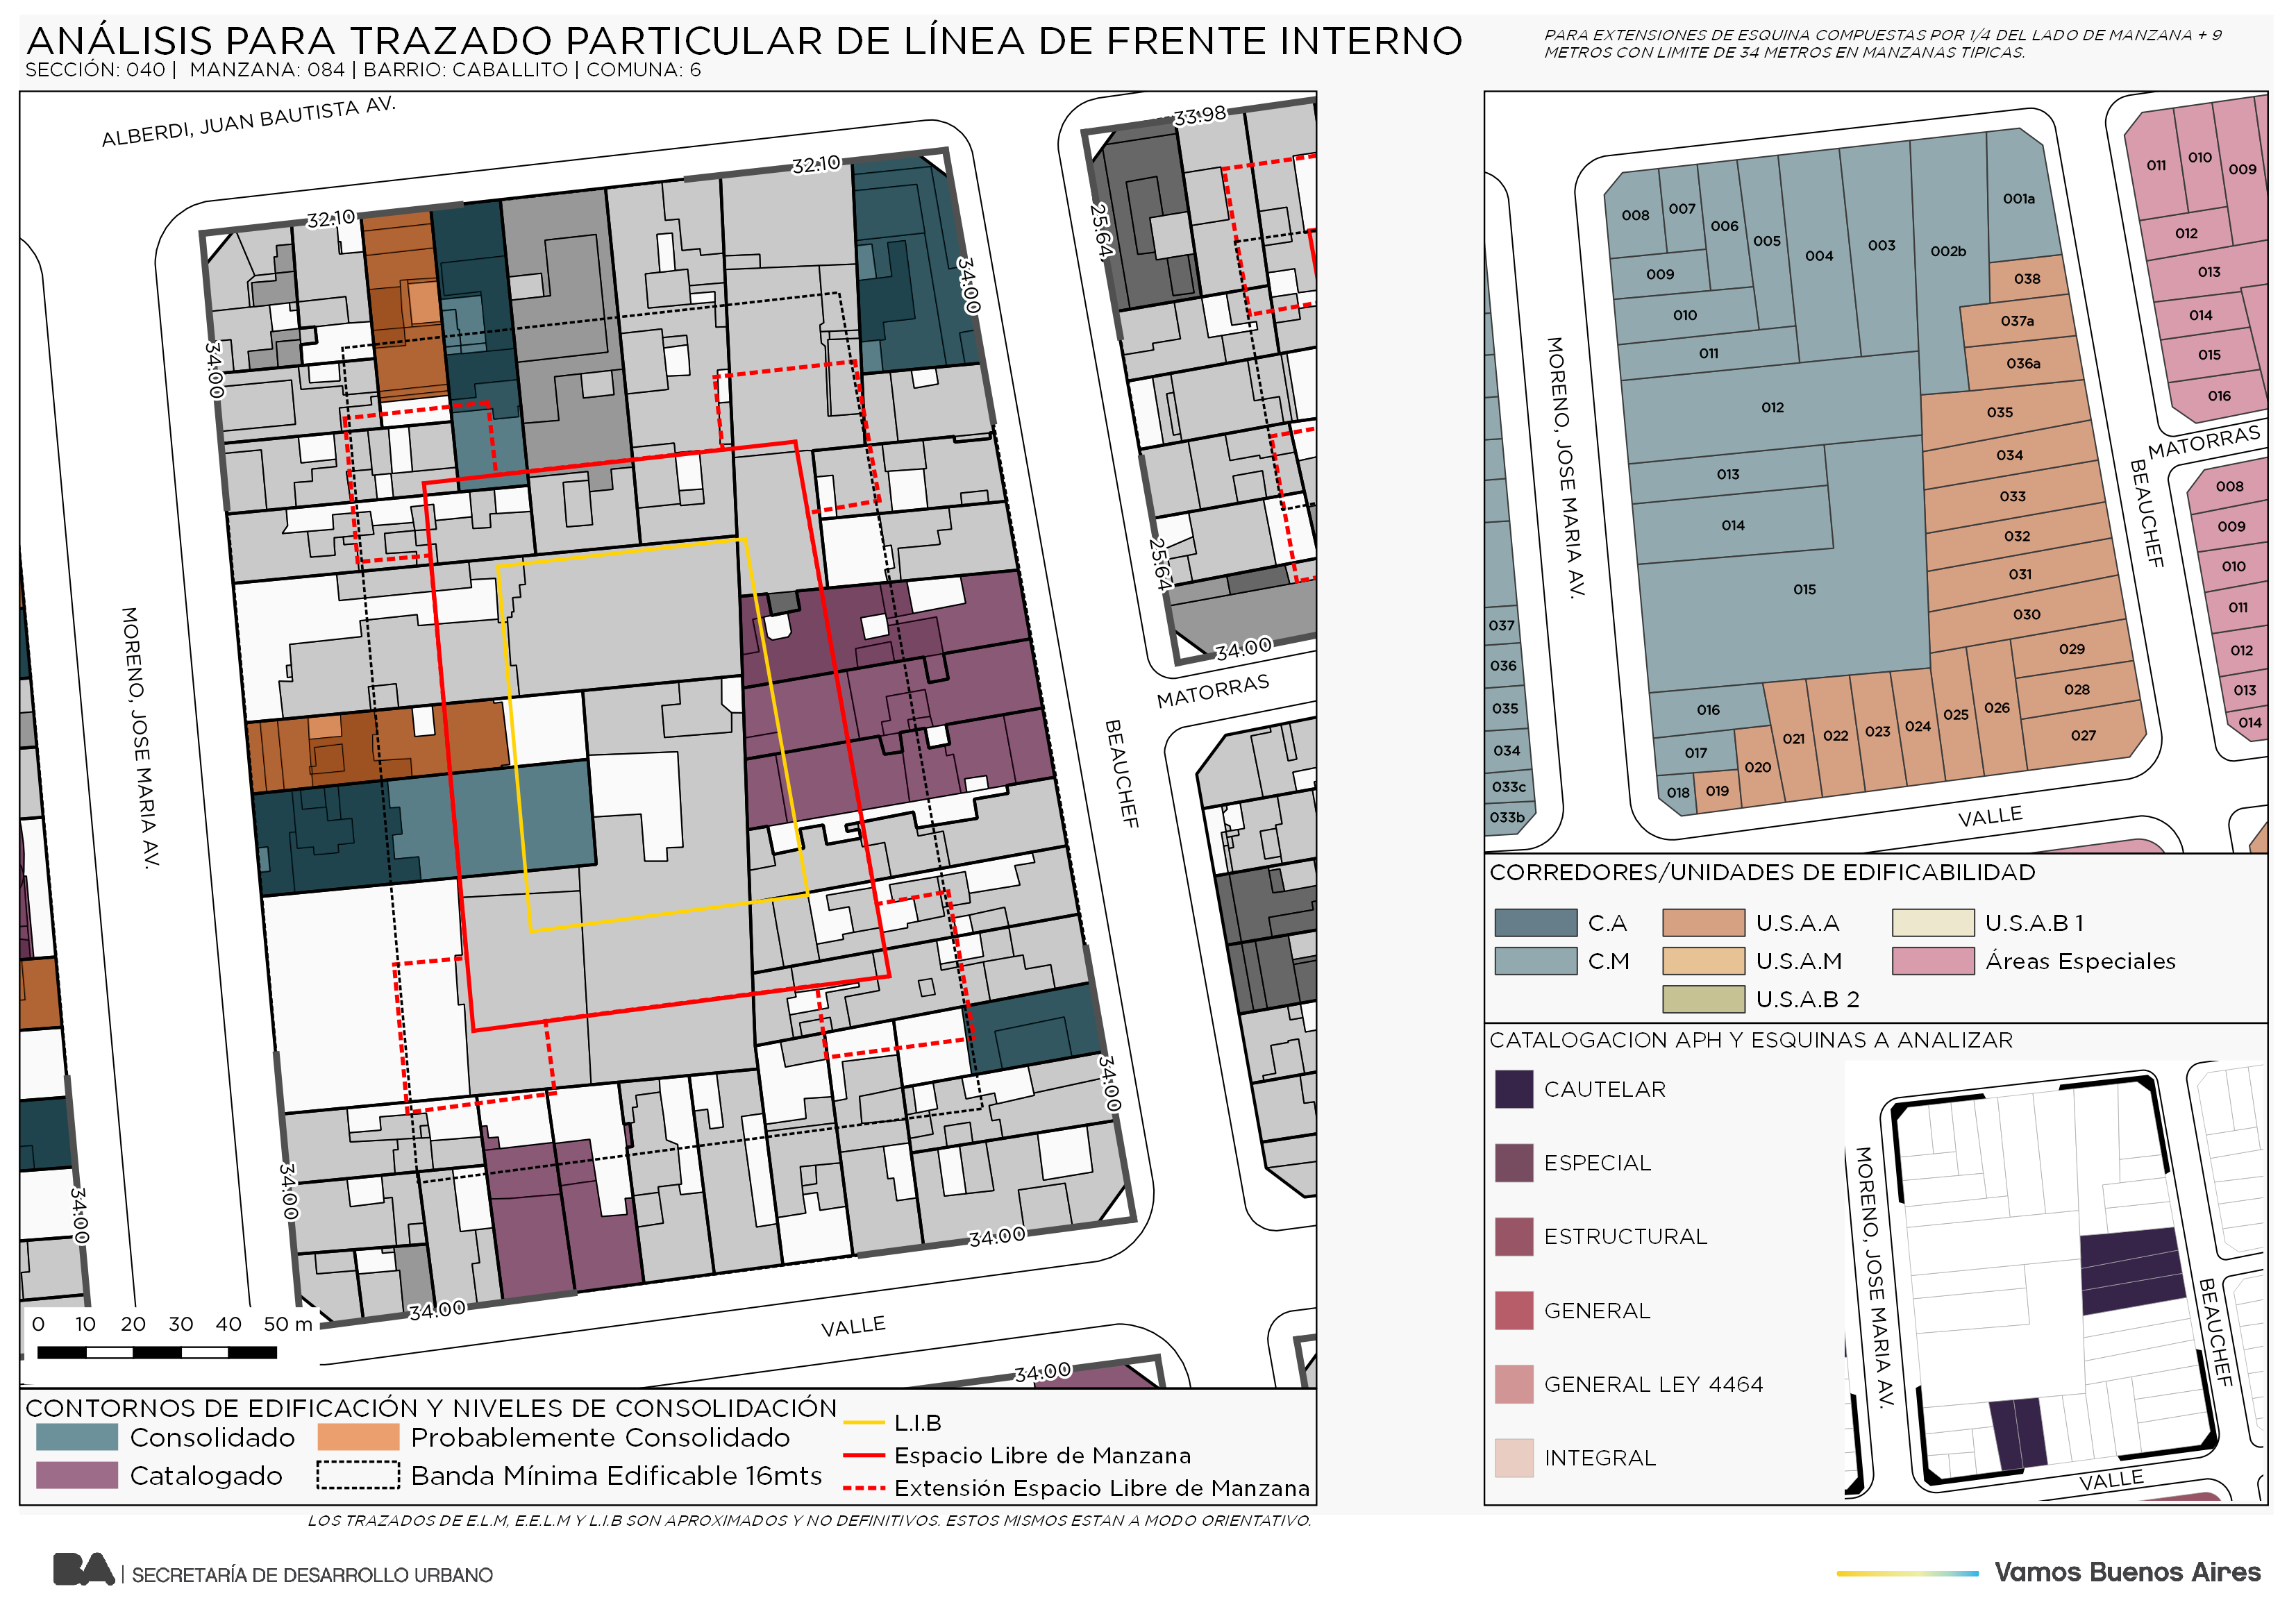 ANÁLISIS PARA TRAZADO PARTICULAR DE LÍNEA DE FRENTE INTERNO
SECCIÓN: 040 | MANZANA: 084 | BARRIO: CABALLITO | COMUNA: 6
PARA EXTENSIONES DE ESQUINA COMPUESTAS POR 1/4 DEL LADO DE MANZANA + 9
METROS CON LIMITE DE 34 METROS EN MANZANAS TIPICAS.
ALBERDI, JUAN BAUTISTA AV.
33.98
32.10
32.10
25.64
34.00
34.00
25.64
MORENO, JOSE MARIA AV.
34.00
MATORRAS
BEAUCHEF
34.00
34.00
34.00
34.00
34.00
VALLE
34.00
0 10 20 30 40 50 m
CONTORNOS DE EDIFICACIÓN Y NIVELES DE CONSOLIDACIÓN
Consolidado
Probablemente Consolidado
Catalogado
Banda Mínima Edificable 16mts
L.I.B
Espacio Libre de Manzana
Extensión Espacio Libre de Manzana
LOS TRAZADOS DE E.L.M, E.E.L.M Y L.I.B SON APROXIMADOS Y NO DEFINITIVOS. ESTOS MISMOS ESTAN A MODO ORIENTATIVO.
011
010
009
001a
008
007
006
005
004
003
002b
012
009
038
013
010
037a
014
011
036a
015
016
012
035
MORENO, JOSE MARIA AV.
MATORRAS
034
013
BEAUCHEF
008
033
014
009
032
010
031
015
011
030
037
012
029
036
013
028
035
016
014
026
025
024
023
022
021
027
034
017
020
033c
018
019
033b
VALLE
CORREDORES/UNIDADES DE EDIFICABILIDAD
C.A
U.S.A.A
U.S.A.B 1
C.M
U.S.A.M
Áreas Especiales
U.S.A.B 2
CATALOGACION APH Y ESQUINAS A ANALIZAR
CAUTELAR
ESPECIAL
ESTRUCTURAL
GENERAL
GENERAL LEY 4464
INTEGRAL
MORENO, JOSE MARIA AV.
BEAUCHEF
VALLE
BA | SECRETARÍA DE DESARROLLO URBANO
Vamos Buenos Aires